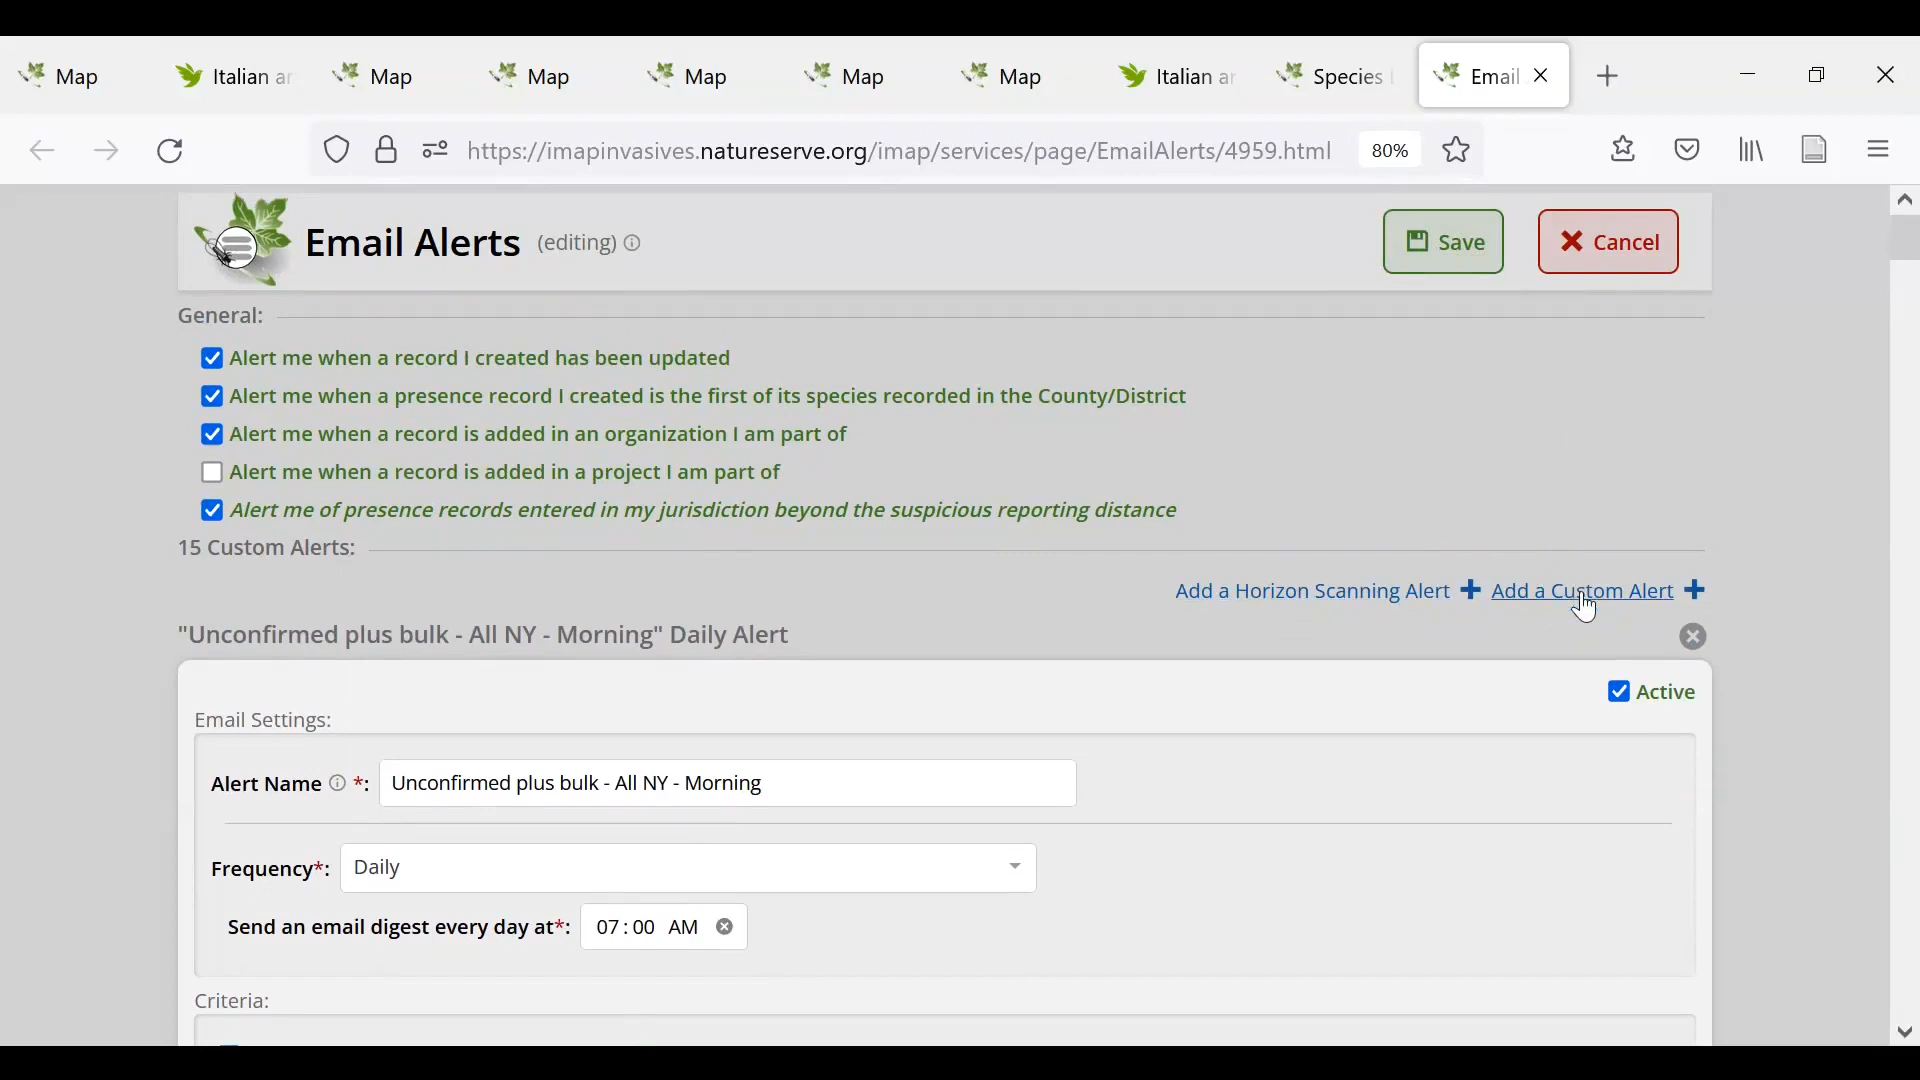 Map Italian ar Map Map Map Map Map Italian ar Species Email
https://imapinvasives.natureserve.org/imap/services/page/EmailAlerts/4959.html 80%
Email Alerts (editing) Save Cancel
General:
Alert me when a record I created has been updated
Alert me when a presence record I created is the first of its species recorded in the County/District
Alert me when a record is added in an organization I am part of
Alert me when a record is added in a project I am part of
Alert me of presence records entered in my jurisdiction beyond the suspicious reporting distance
15 Custom Alerts:
Add a Horizon Scanning Alert Add a Custom Alert
"Unconfirmed plus bulk - All NY - Morning" Daily Alert
Active
Email Settings:
Alert Name *: Unconfirmed plus bulk - All NY - Morning
Frequency*: Daily
Send an email digest every day at*: 07:00 AM
Criteria: